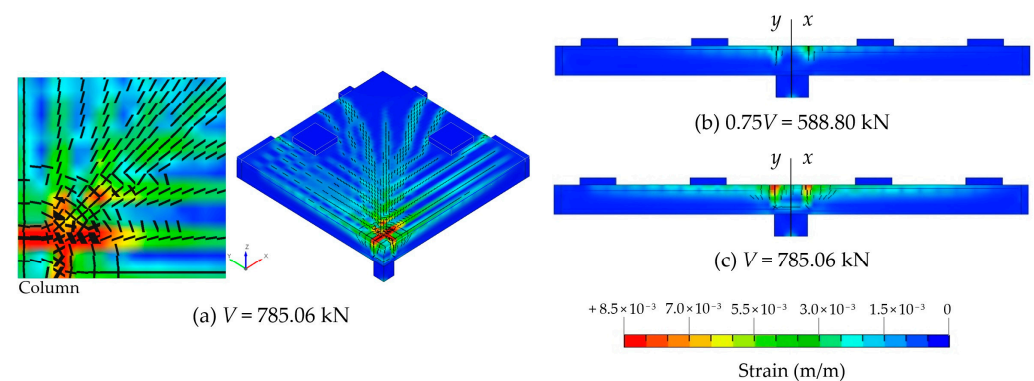 Column
Y Z X
(a) V = 785.06 kN
y x
(b) 0.75V = 588.80 kN
y x
(c) V = 785.06 kN
+8.5×10⁻³ 7.0×10⁻³ 5.5×10⁻³ 3.0×10⁻³ 1.5×10⁻³ 0
Strain (m/m)